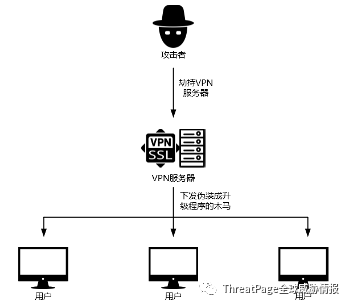 攻击者
劫持VPN
服务器
VPN
SSL
VPN服务器
下发伪装成升
级程序的木马
用户
用户
用户
ThreatPage全球威胁情报